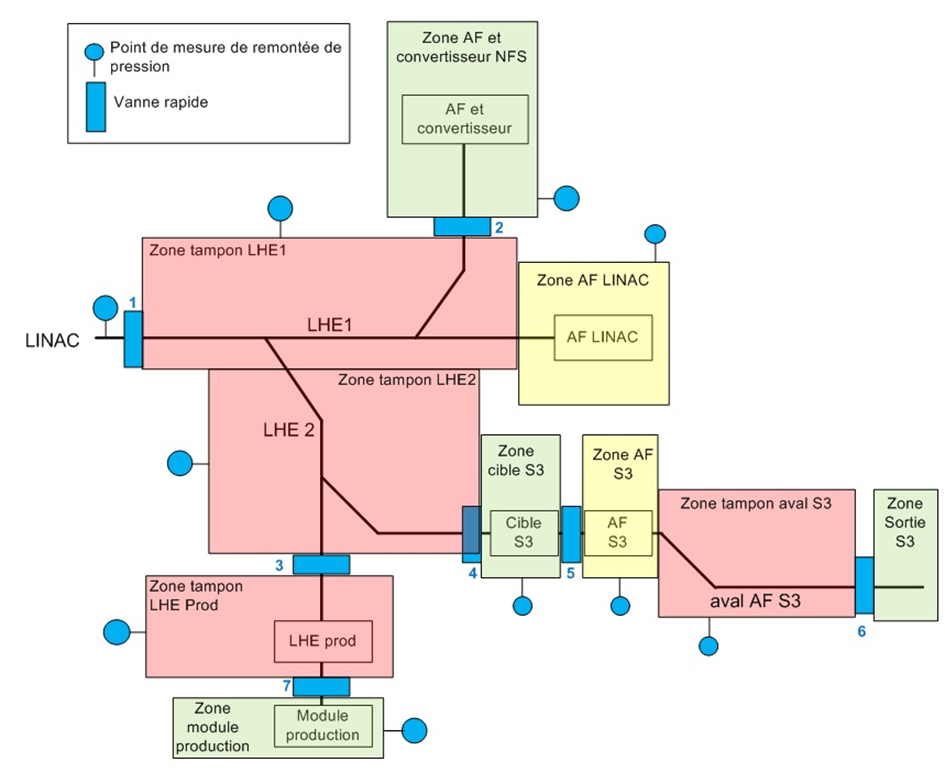 Point de mesure de remontée de
pression
Vanne rapide
Zone AF et
convertisseur NFS
AF et
convertisseur
2
Zone tampon LHE1
Zone AF LINAC
1
LHE1
LINAC
AF LINAC
Zone tampon LHE2
LHE 2
Zone
cible S3
Zone AF
S3
Zone tampon aval S3
Zone
Sortie
S3
Cible
S3
AF
S3
3
4
5
Zone tampon
LHE Prod
aval AF S3
6
LHE prod
7
Zone
module
production
Module
production